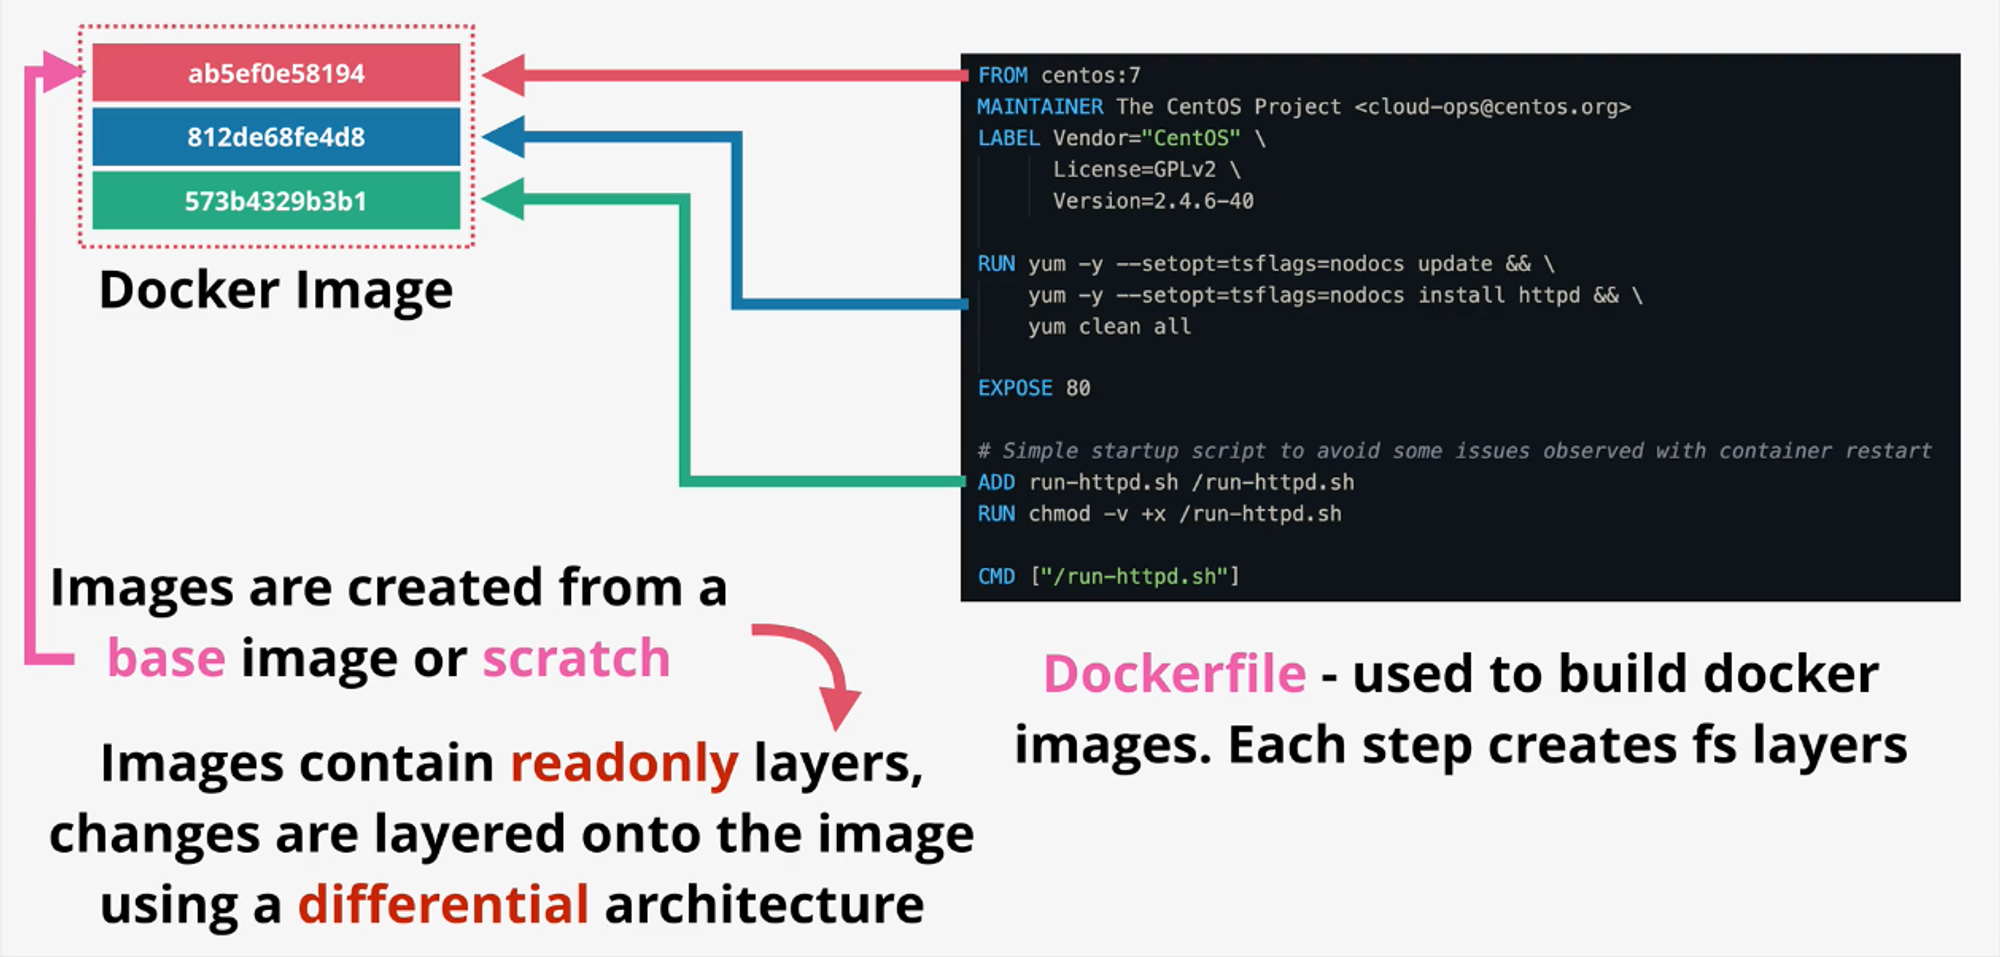 ab5ef0e58194
812de68fe4d8
573b4329b3b1
Docker Image
FROM centos:7
MAINTAINER The CentOS Project <cloud-ops@centos.org>
LABEL Vendor="CentOS" \
License=GPLv2 \
Version=2.4.6-40
RUN yum -y --setopt=tsflags=nodocs update && \
yum -y --setopt=tsflags=nodocs install httpd && \
yum clean all
EXPOSE 80
# Simple startup script to avoid some issues observed with container restart
ADD run-httpd.sh /run-httpd.sh
RUN chmod -v +x /run-httpd.sh
CMD ["/run-httpd.sh"]
Images are created from a
base image or scratch
Images contain readonly layers,
changes are layered onto the image
using a differential architecture
Dockerfile - used to build docker
images. Each step creates fs layers